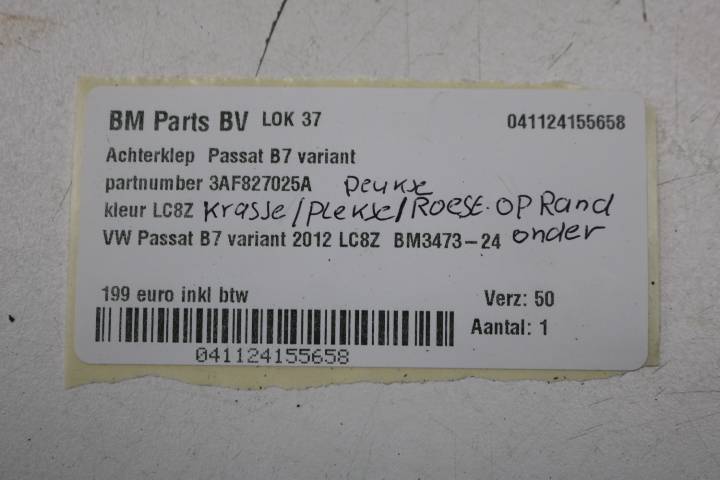 BM Parts BV LOK 37 041124155658
Achterklep Passat B7 variant
partnumber 3AF827025A Deukje
kleur LC8Z Krasse/plekje/Roest.op Rand
VW Passat B7 variant 2012 LC8Z BM3473-24 onder
199 euro inkl btw Verz: 50
Aantal: 1
041124155658